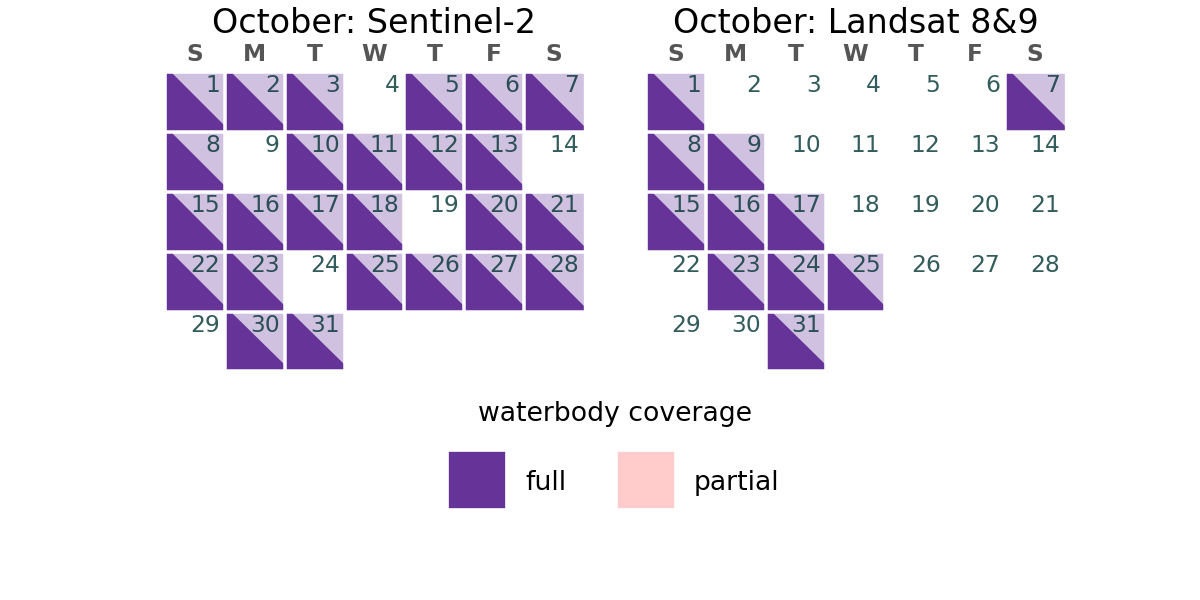 October: Sentinel-2
S M T W T F S
1 2 3 4 5 6 7
8 9 10 11 12 13 14
15 16 17 18 19 20 21
22 23 24 25 26 27 28
29 30 31
October: Landsat 8&9
S M T W T F S
1 2 3 4 5 6 7
8 9 10 11 12 13 14
15 16 17 18 19 20 21
22 23 24 25 26 27 28
29 30 31
waterbody coverage
full partial